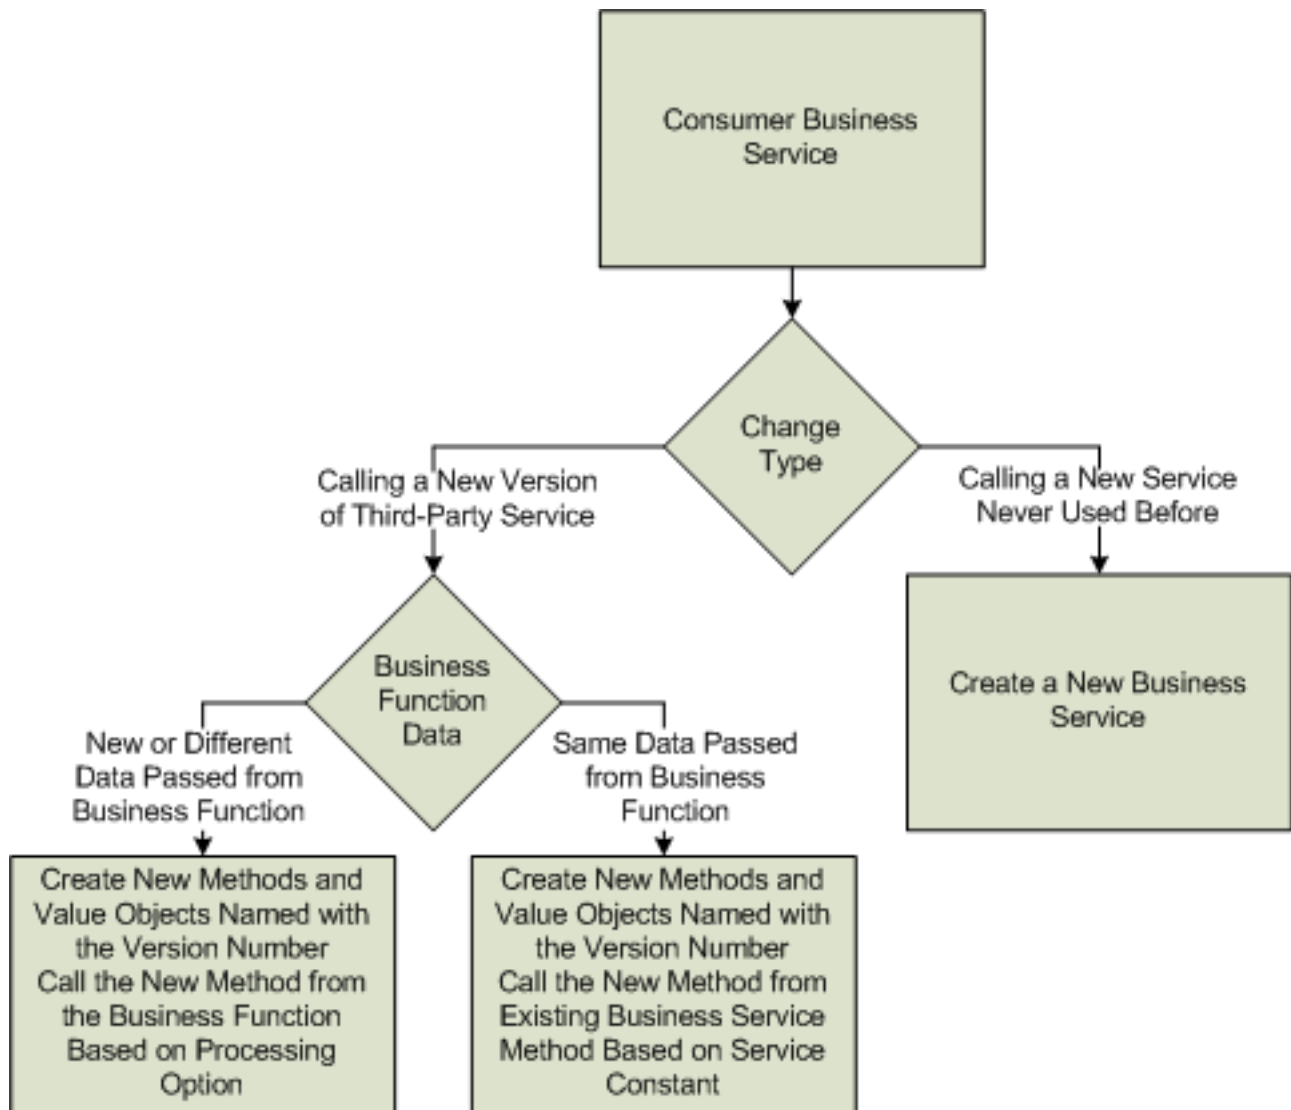 Consumer Business
Service
Change
Type
Calling a New Version
of Third-Party Service
Calling a New Service
Never Used Before
Business
Function
Data
Create a New Business
Service
New or Different
Data Passed from
Business Function
Same Data Passed
from Business
Function
Create New Methods and
Value Objects Named with
the Version Number
Call the New Method from
the Business Function
Based on Processing
Option
Create New Methods and
Value Objects Named with
the Version Number
Call the New Method from
Existing Business Service
Method Based on Service
Constant